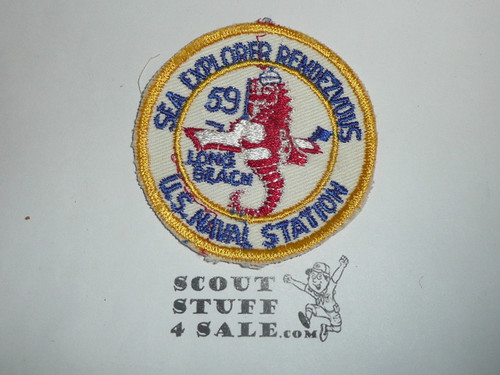 SEA EXPLORER RENDEZVOUS
59
LONG
BEACH
U.S. NAVAL STATION
SCOUT
STUFF
4 SALE.com